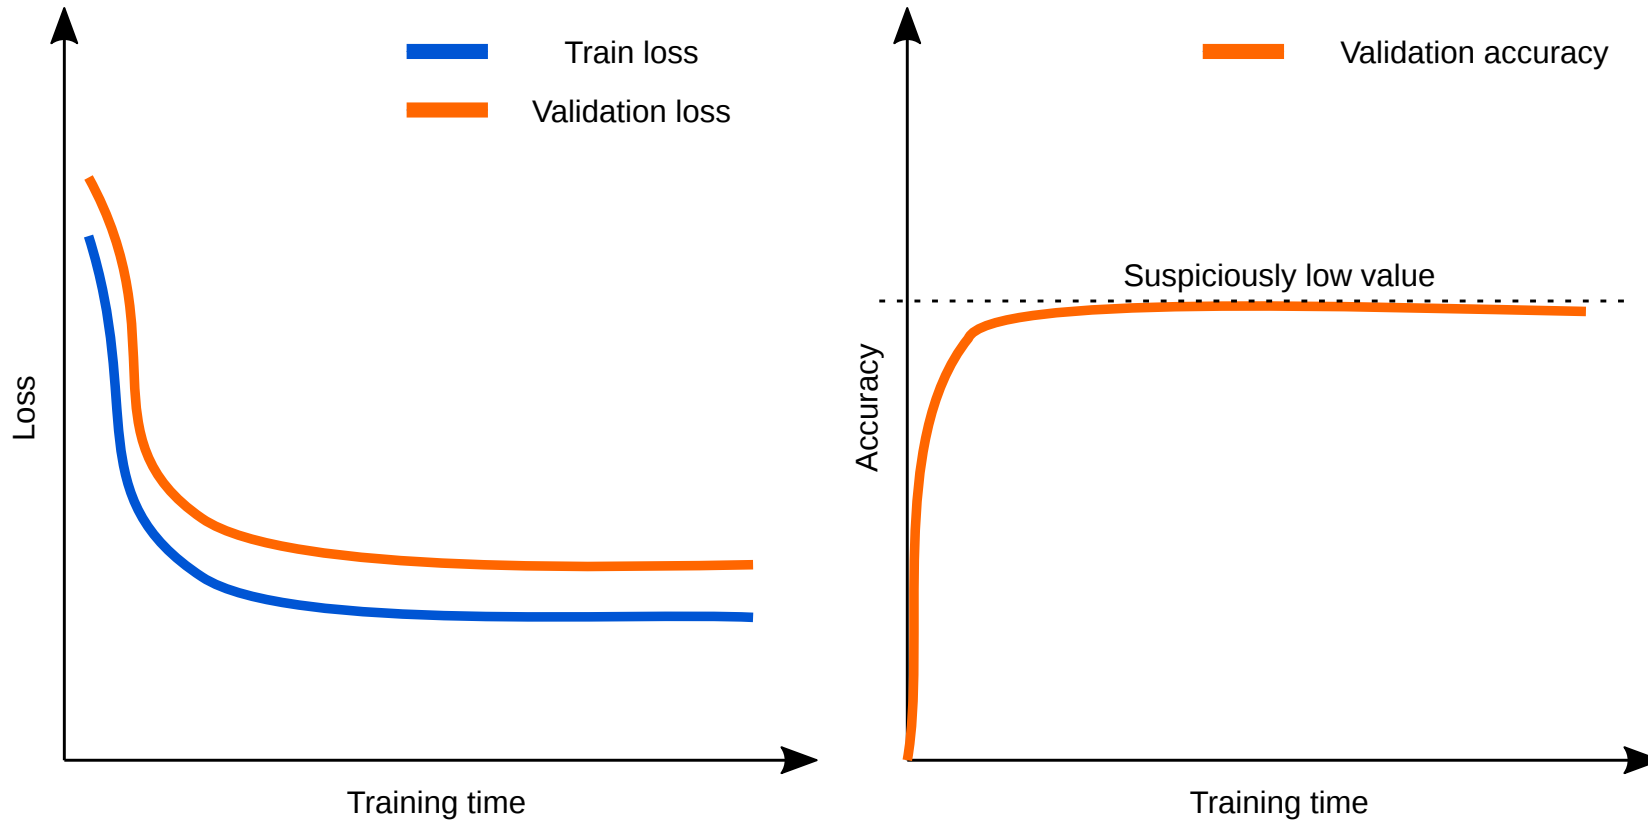 Train loss
Validation loss
Loss
Training time
Validation accuracy
Suspiciously low value
Accuracy
Training time